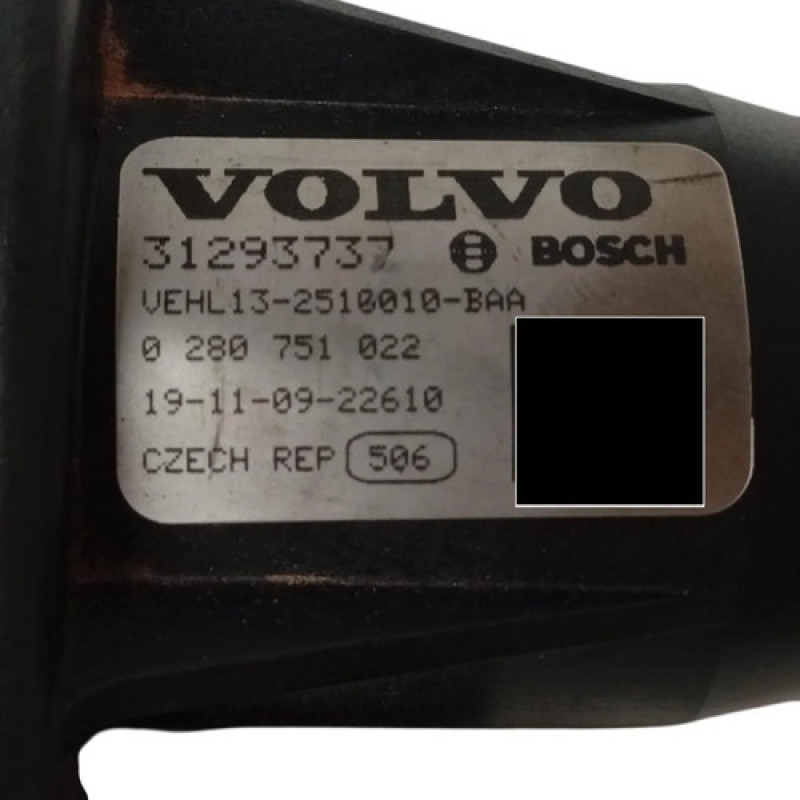 VOLVO
31293737 BOSCH
VEHL13-2510010-BAA
0 280 751 022
19-11-09-22610
CZECH REP 506